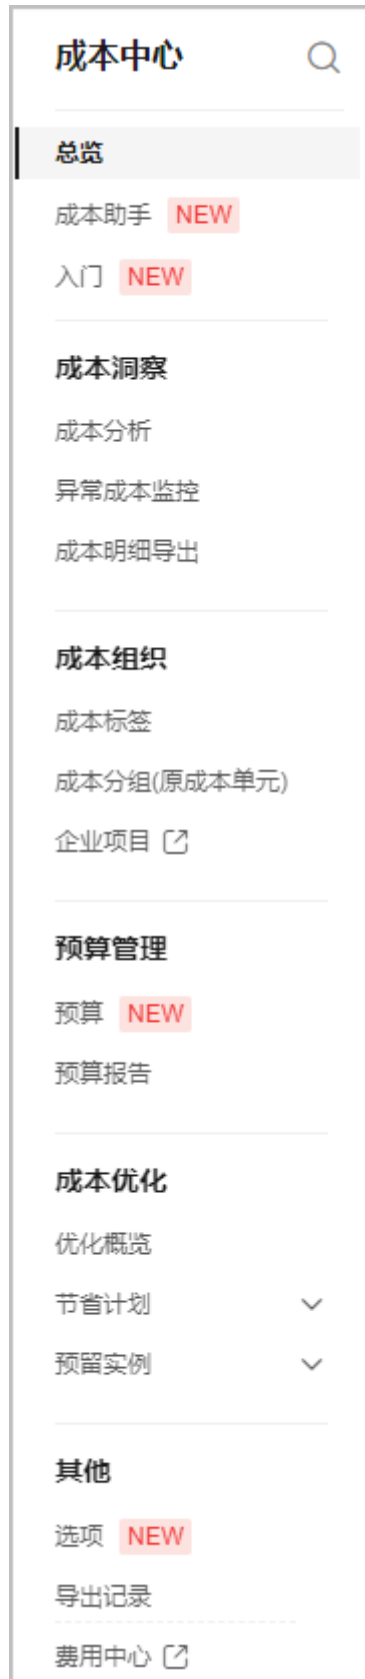 成本中心
总览
成本助手 NEW
入门 NEW
成本洞察
成本分析
异常成本监控
成本明细导出
成本组织
成本标签
成本分组(原成本单元)
企业项目
预算管理
预算 NEW
预算报告
成本优化
优化概览
节省计划
预留实例
其他
选项 NEW
导出记录
费用中心